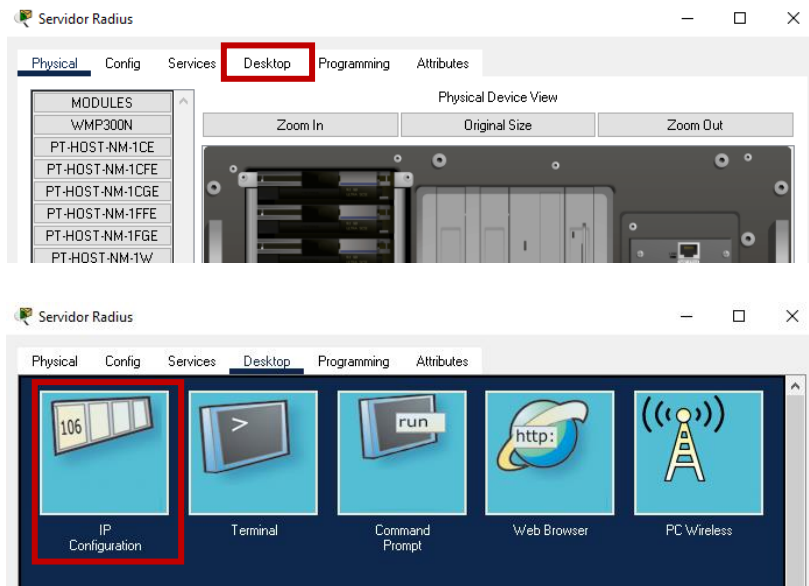 Servidor Radius
Physical Config Services Desktop Programming Attributes
MODULES
WMP300N
PT-HOST-NM-1CE
PT-HOST-NM-1CFE
PT-HOST-NM-1CGE
PT-HOST-NM-1FFE
PT-HOST-NM-1FGE
PT-HOST-NM-1W
Physical Device View
Zoom In Original Size Zoom Out
Servidor Radius
Physical Config Services Desktop Programming Attributes
106
>
run
http:
IP
Configuration
Terminal
Command
Prompt
Web Browser
PC Wireless